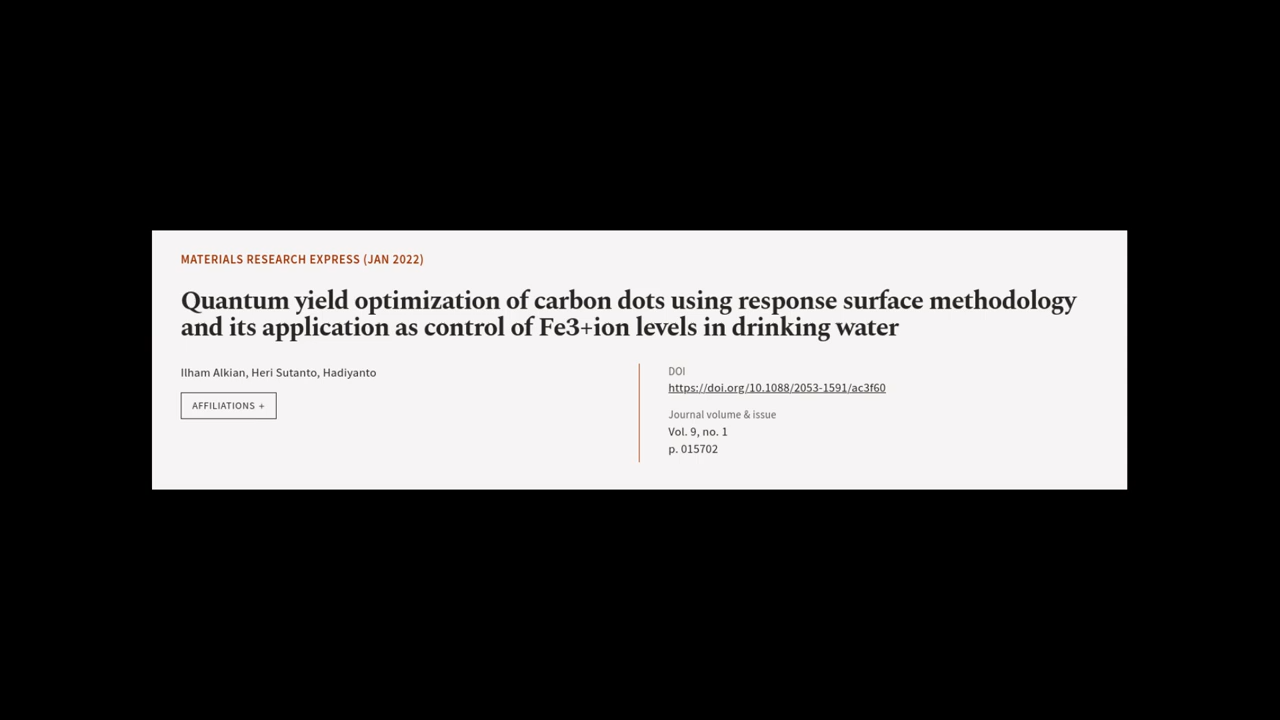 MATERIALS RESEARCH EXPRESS (JAN 2022)
Quantum yield optimization of carbon dots using response surface methodology
and its application as control of Fe3+ion levels in drinking water
Ilham Alkian, Heri Sutanto, Hadiyanto
AFFILIATIONS +
DOI
https://doi.org/10.1088/2053-1591/ac3f60
Journal volume & issue
Vol. 9, no. 1
p. 015702